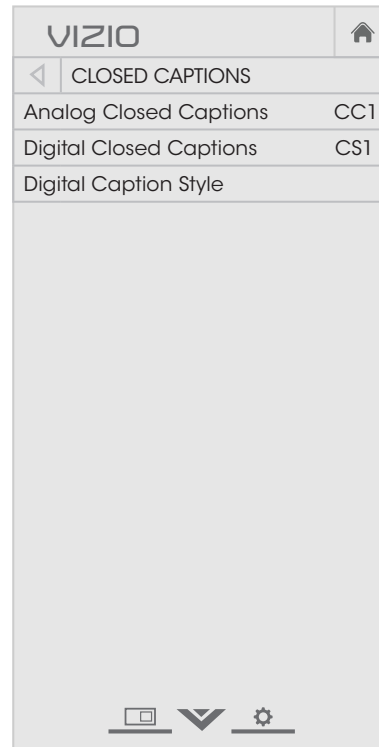 VIZIO
CLOSED CAPTIONS
Analog Closed Captions CC1
Digital Closed Captions CS1
Digital Caption Style